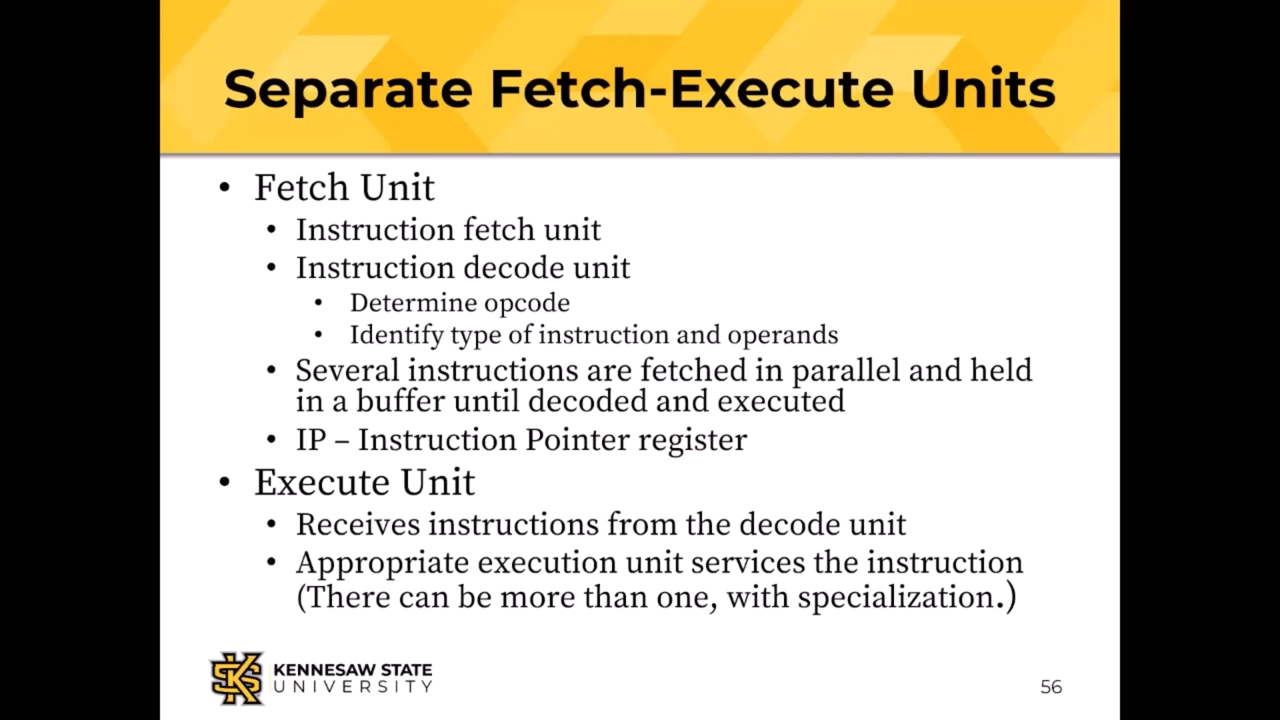 Separate Fetch-Execute Units
• Fetch Unit
• Instruction fetch unit
• Instruction decode unit
• Determine opcode
• Identify type of instruction and operands
• Several instructions are fetched in parallel and held
in a buffer until decoded and executed
• IP – Instruction Pointer register
• Execute Unit
• Receives instructions from the decode unit
• Appropriate execution unit services the instruction
(There can be more than one, with specialization.)
KS
KENNESAW STATE
UNIVERSITY
56